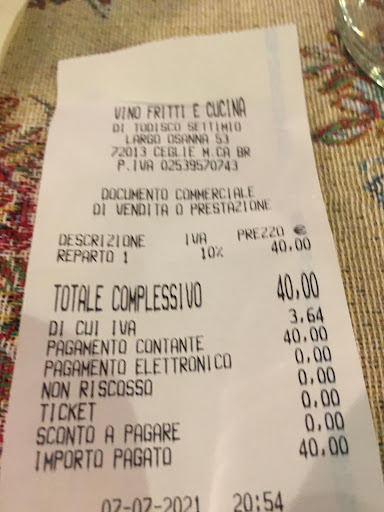 VINO FRITTI E CUCINA
DI TODISCO SETTIMIO
LARGO OSANNA 53
72013 CEGLIE M.CA BR
P.IVA 02539570743
DOCUMENTO COMMERCIALE
DI VENDITA O PRESTAZIONE
DESCRIZIONE IVA PREZZO €
REPARTO 1 10% 40,00
TOTALE COMPLESSIVO 40,00
DI CUI IVA 3,64
PAGAMENTO CONTANTE 40,00
PAGAMENTO ELETTRONICO 0,00
NON RISCOSSO 0,00
TICKET 0,00
SCONTO A PAGARE 0,00
IMPORTO PAGATO 40,00
07-07-2021 20:54